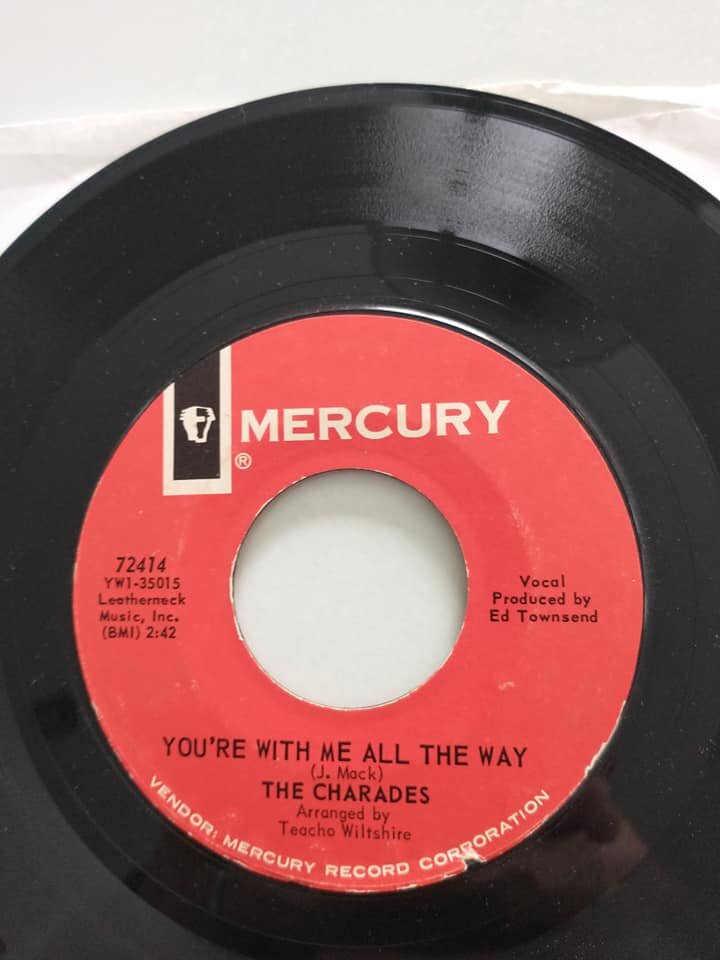 MERCURY
®
72414
YW1-35015
Leatherneck
Music, Inc.
(BMI) 2:42
Vocal
Produced by
Ed Townsend
YOU'RE WITH ME ALL THE WAY
(J. Mack)
THE CHARADES
Arranged by
Teacho Wiltshire
VENDOR: MERCURY RECORD CORPORATION